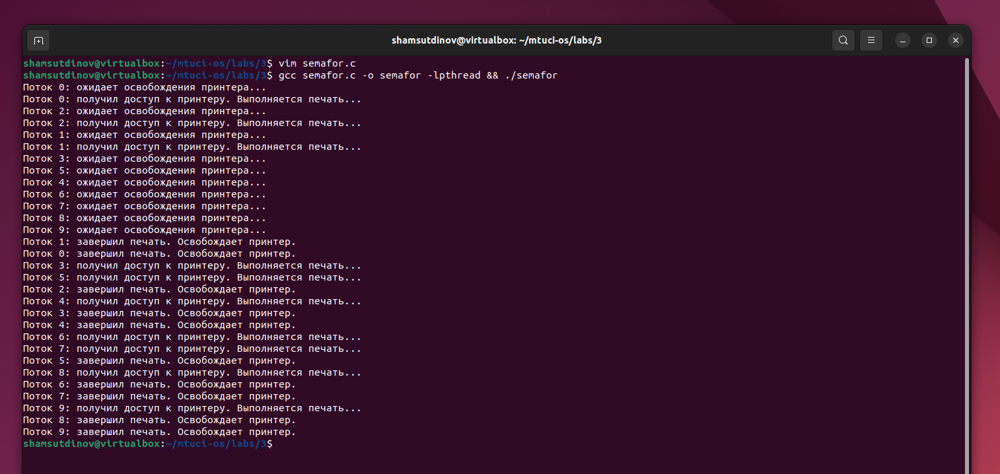 shamsutdinov@virtualbox: ~/mtuci-os/labs/3
shamsutdinov@virtualbox:~/mtuci-os/labs/3$ vim semafor.c
shamsutdinov@virtualbox:~/mtuci-os/labs/3$ gcc semafor.c -o semafor -lpthread && ./semafor
Поток 0: ожидает освобождения принтера...
Поток 0: получил доступ к принтеру. Выполняется печать...
Поток 2: ожидает освобождения принтера...
Поток 2: получил доступ к принтеру. Выполняется печать...
Поток 1: ожидает освобождения принтера...
Поток 1: получил доступ к принтеру. Выполняется печать...
Поток 3: ожидает освобождения принтера...
Поток 5: ожидает освобождения принтера...
Поток 4: ожидает освобождения принтера...
Поток 6: ожидает освобождения принтера...
Поток 7: ожидает освобождения принтера...
Поток 8: ожидает освобождения принтера...
Поток 9: ожидает освобождения принтера...
Поток 1: завершил печать. Освобождает принтер.
Поток 0: завершил печать. Освобождает принтер.
Поток 3: получил доступ к принтеру. Выполняется печать...
Поток 5: получил доступ к принтеру. Выполняется печать...
Поток 2: завершил печать. Освобождает принтер.
Поток 4: получил доступ к принтеру. Выполняется печать...
Поток 3: завершил печать. Освобождает принтер.
Поток 4: завершил печать. Освобождает принтер.
Поток 6: получил доступ к принтеру. Выполняется печать...
Поток 7: получил доступ к принтеру. Выполняется печать...
Поток 5: завершил печать. Освобождает принтер.
Поток 8: получил доступ к принтеру. Выполняется печать...
Поток 6: завершил печать. Освобождает принтер.
Поток 7: завершил печать. Освобождает принтер.
Поток 9: получил доступ к принтеру. Выполняется печать...
Поток 8: завершил печать. Освобождает принтер.
Поток 9: завершил печать. Освобождает принтер.
shamsutdinov@virtualbox:~/mtuci-os/labs/3$